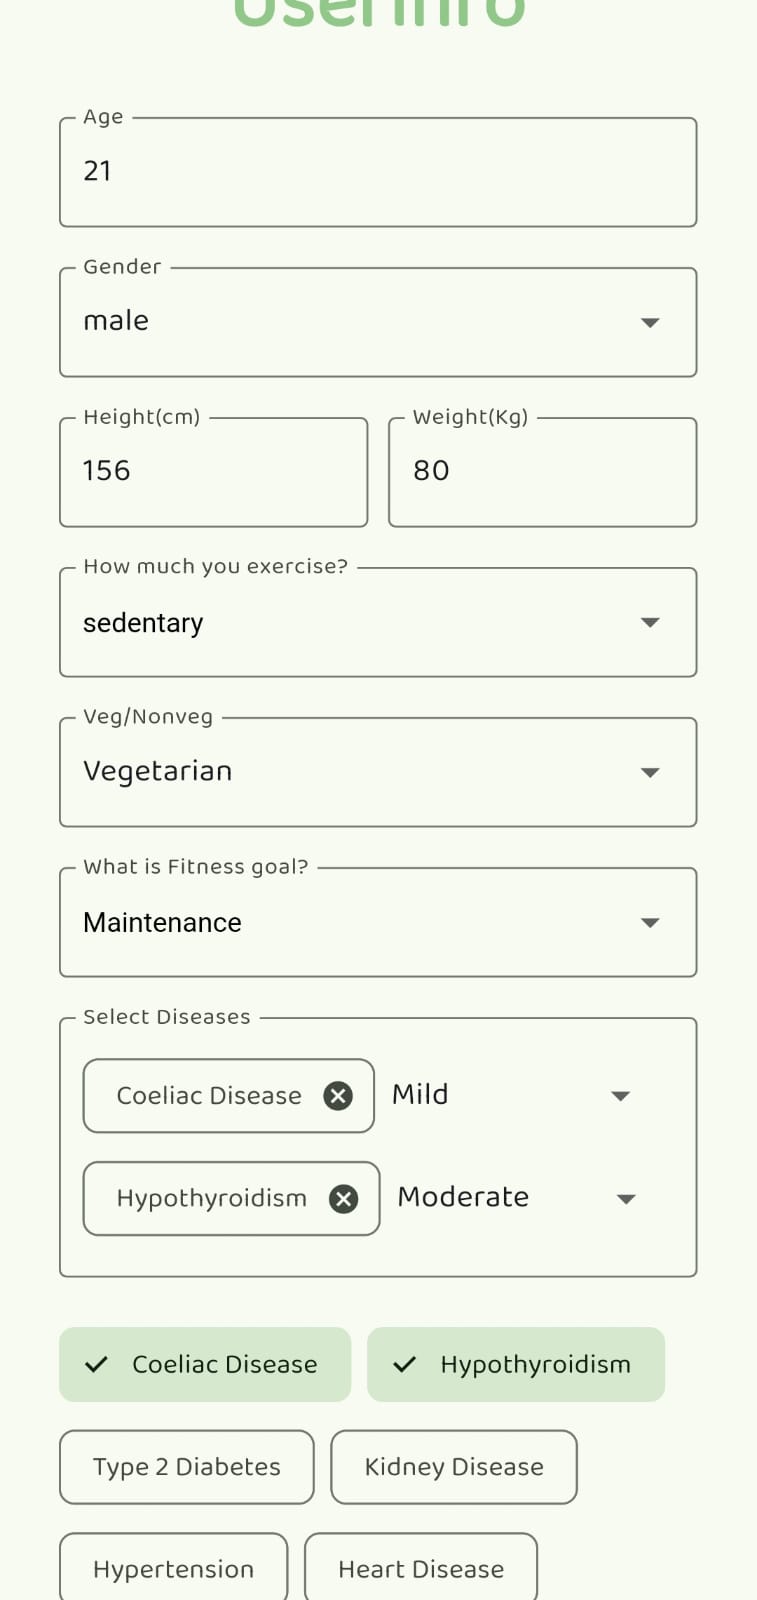 User Info
Age
21
Gender
male
Height(cm) Weight(Kg)
156 80
How much you exercise?
sedentary
Veg/Nonveg
Vegetarian
What is Fitness goal?
Maintenance
Select Diseases
Coeliac Disease Mild
Hypothyroidism Moderate
Coeliac Disease Hypothyroidism
Type 2 Diabetes Kidney Disease
Hypertension Heart Disease